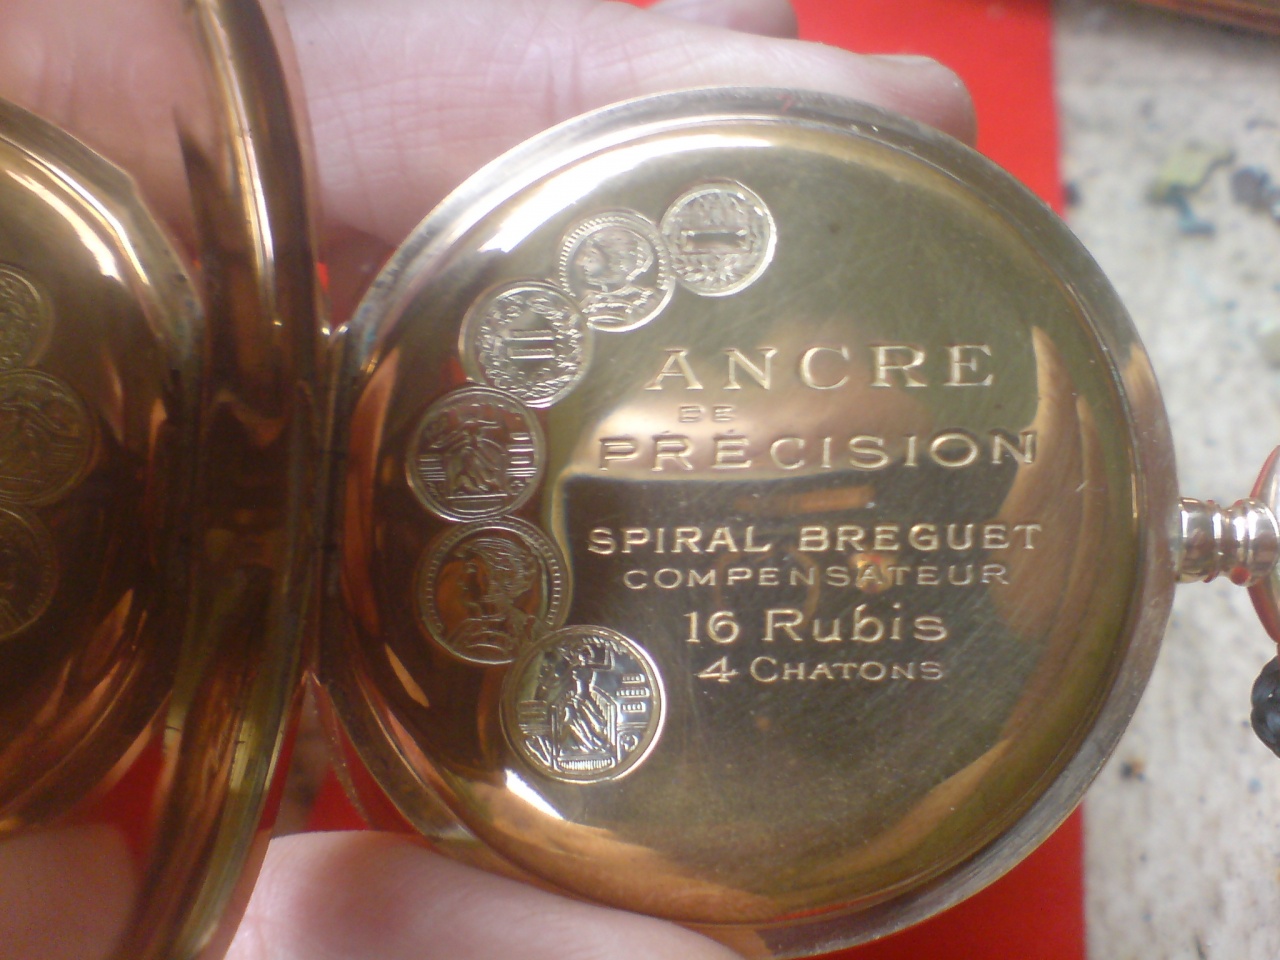 ANCRE
DE
PRÉCISION
SPIRAL BREGUET
COMPENSATEUR
16 Rubis
4 CHATONS